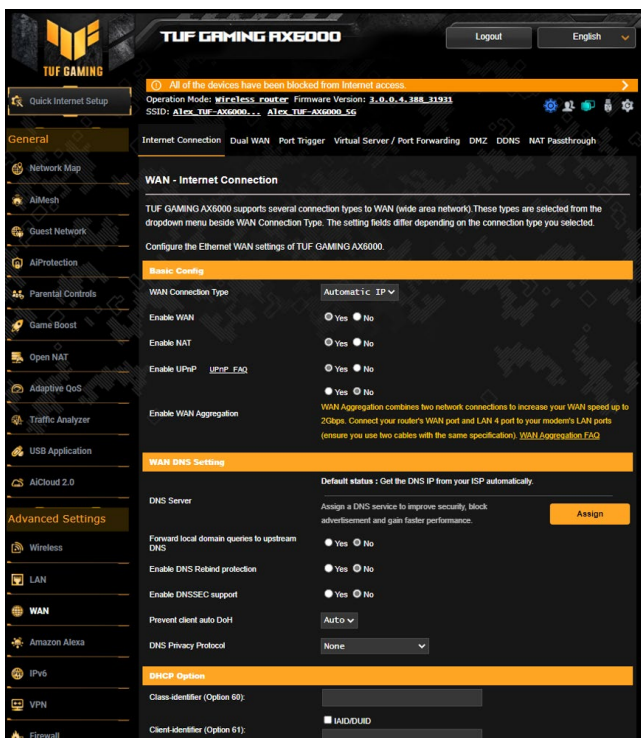 TUF GAMING
TUF GAMING AX6000
Logout
English
All of the devices have been blocked from Internet access.
Quick Internet Setup
Operation Mode: Wireless router Firmware Version: 3.0.0.4.388_31931
SSID: Alex_TUF-AX6000... Alex_TUF-AX6000_5G
General
Network Map
AiMesh
Guest Network
AiProtection
Parental Controls
Game Boost
Open NAT
Adaptive QoS
Traffic Analyzer
USB Application
AiCloud 2.0
Advanced Settings
Wireless
LAN
WAN
Amazon Alexa
IPv6
VPN
Firewall
Internet Connection Dual WAN Port Trigger Virtual Server / Port Forwarding DMZ DDNS NAT Passthrough
WAN - Internet Connection
TUF GAMING AX6000 supports several connection types to WAN (wide area network).These types are selected from the
dropdown menu beside WAN Connection Type. The setting fields differ depending on the connection type you selected.
Configure the Ethernet WAN settings of TUF GAMING AX6000.
Basic Config
WAN Connection Type Automatic IP
Enable WAN Yes No
Enable NAT Yes No
Enable UPnP UPnP FAQ Yes No
Yes No
Enable WAN Aggregation
WAN Aggregation combines two network connections to increase your WAN speed up to
2Gbps. Connect your router's WAN port and LAN 4 port to your modem's LAN ports
(ensure you use two cables with the same specification). WAN Aggregation FAQ
WAN DNS Setting
Default status : Get the DNS IP from your ISP automatically.
DNS Server
Assign a DNS service to improve security, block
advertisement and gain faster performance.
Assign
Forward local domain queries to upstream
DNS
Yes No
Enable DNS Rebind protection Yes No
Enable DNSSEC support Yes No
Prevent client auto DoH Auto
DNS Privacy Protocol None
DHCP Option
Class-identifier (Option 60):
IAID/DUID
Client-identifier (Option 61):